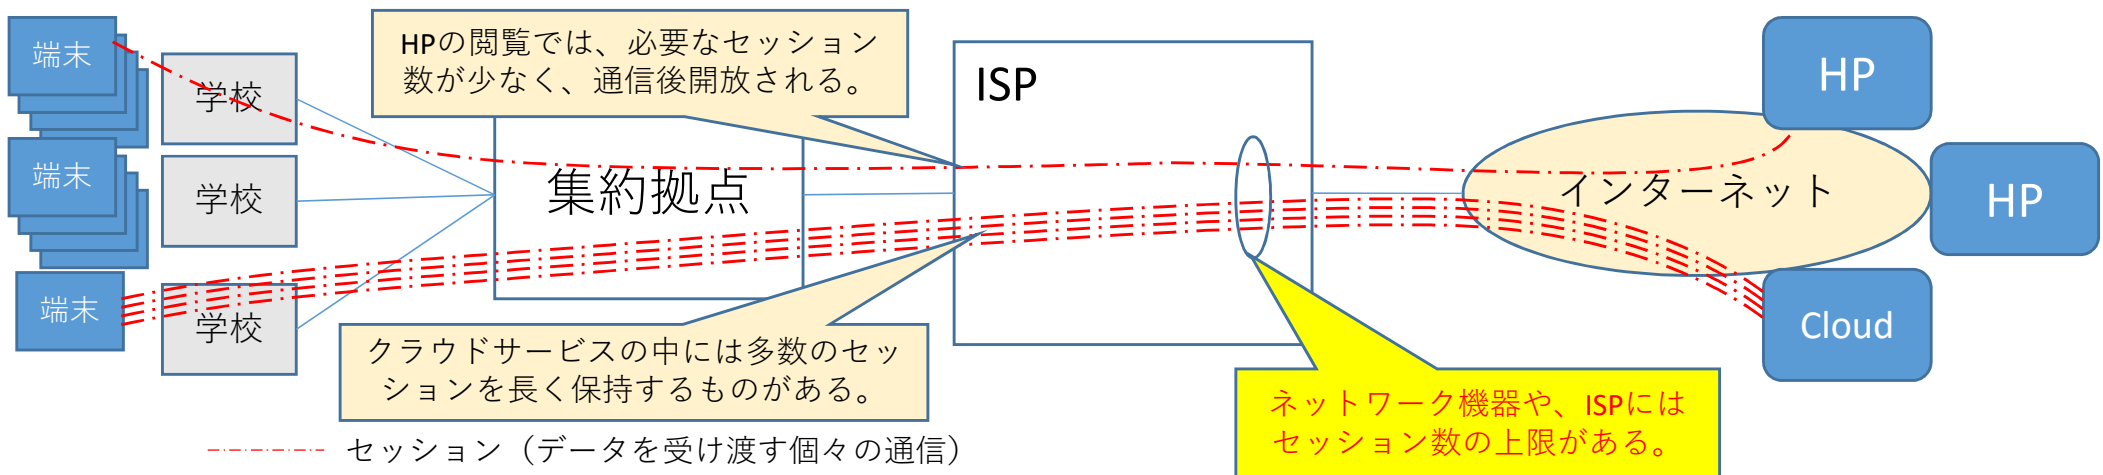 端末
端末
端末
学校
学校
学校
HPの閲覧では、必要なセッション
数が少なく、通信後開放される。
集約拠点
ISP
インターネット
HP
HP
Cloud
クラウドサービスの中には多数のセッ
ションを長く保持するものがある。
ネットワーク機器や、ISPには
セッション数の上限がある。
セッション（データを受け渡す個々の通信）